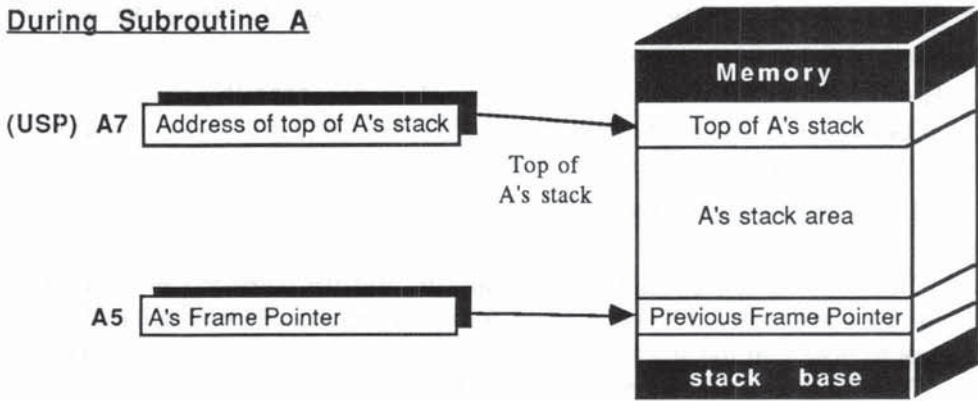 During Subroutine A
Memory
(USP) A7 Address of top of A's stack
Top of A's stack
Top of
A's stack
A's stack area
A5 A's Frame Pointer
Previous Frame Pointer
stack base